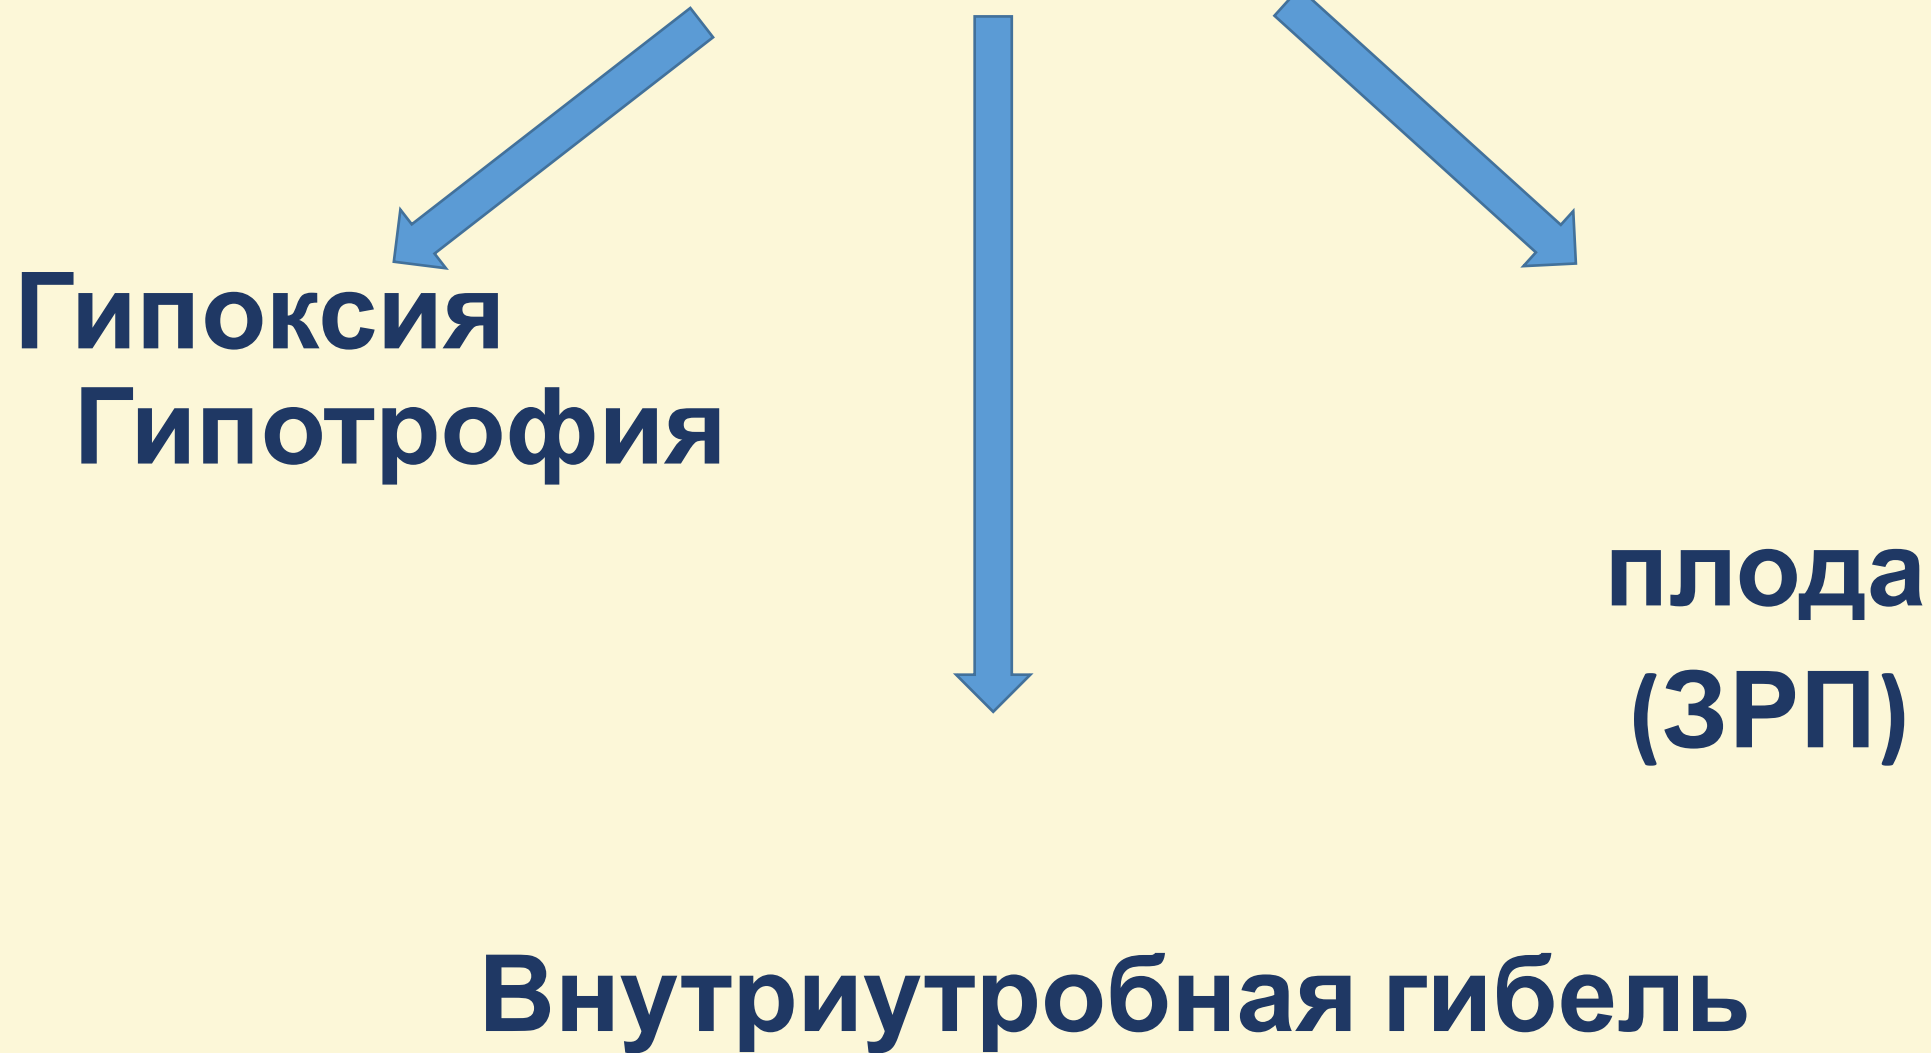 Гипоксия
Гипотрофия
плода
(ЗРП)
Внутриутробная гибель